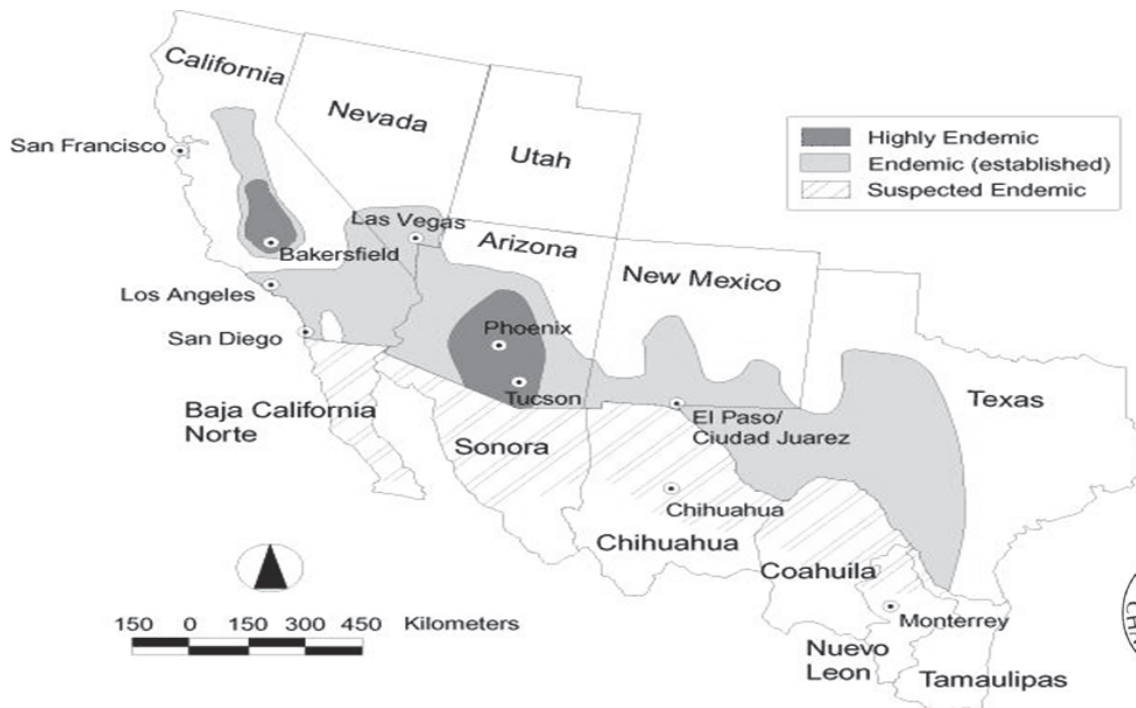 California
Nevada
Utah
San Francisco
Highly Endemic
Endemic (established)
Suspected Endemic
Las Vegas
Arizona
Bakersfield
New Mexico
Los Angeles
San Diego
Phoenix
Tucson
Texas
Baja California
Norte
El Paso/
Ciudad Juarez
Sonora
Chihuahua
Chihuahua
Coahuila
150 0 150 300 450 Kilometers
Monterrey
Nuevo
Leon
Tamaulipas